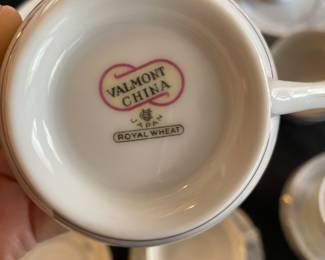 VALMONT
CHINA
JAPAN
ROYAL WHEAT